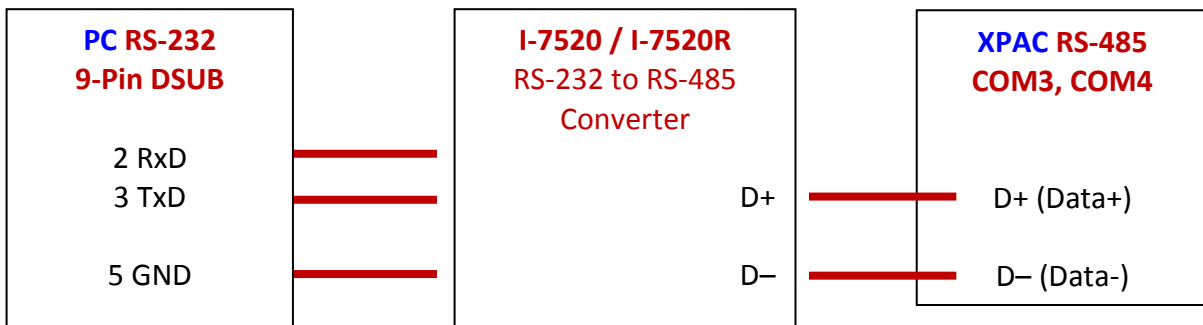 PC RS-232
9-Pin DSUB
2 RxD
3 TxD
5 GND
I-7520 / I-7520R
RS-232 to RS-485
Converter
D+
D–
XPAC RS-485
COM3, COM4
D+ (Data+)
D– (Data-)